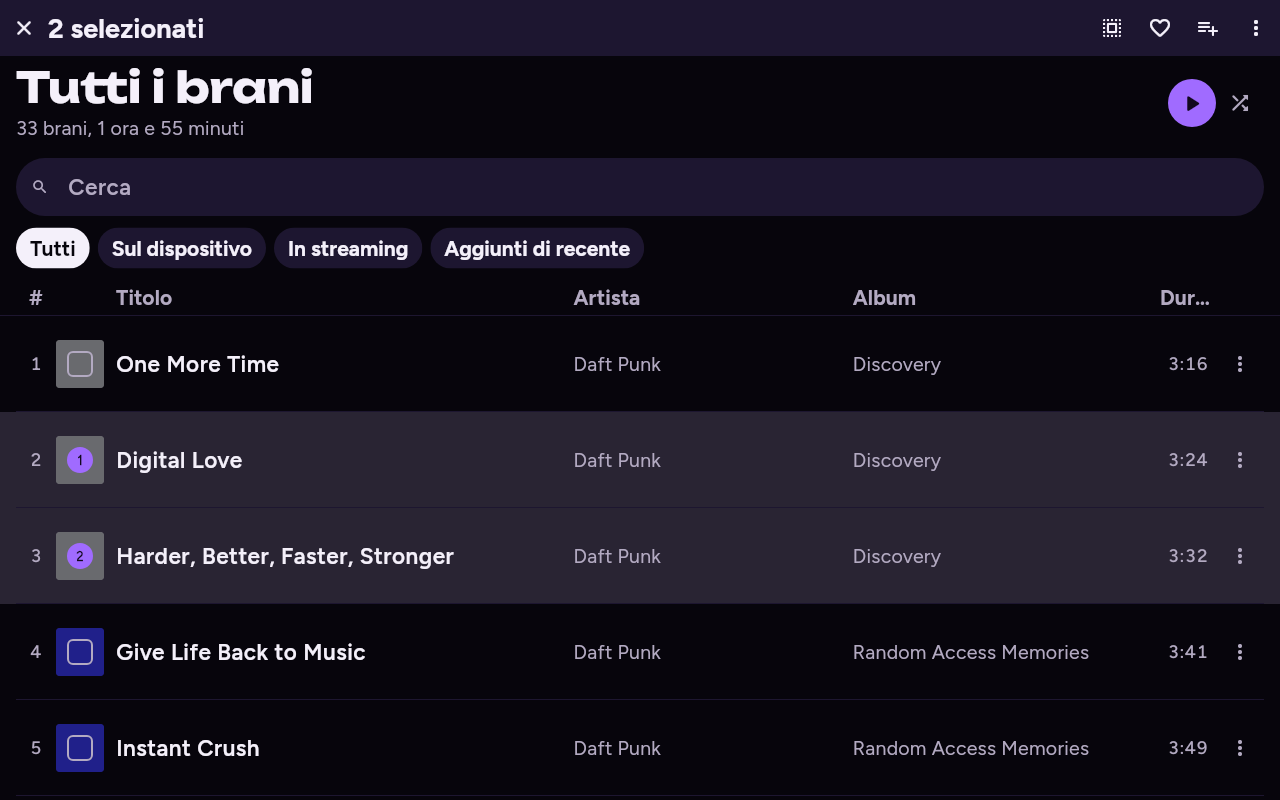 2 selezionati
Tutti i brani
33 brani, 1 ora e 55 minuti
Cerca
Tutti Sul dispositivo In streaming Aggiunti di recente
# Titolo Artista Album Dur...
1 One More Time Daft Punk Discovery 3:16
2 1 Digital Love Daft Punk Discovery 3:24
3 2 Harder, Better, Faster, Stronger Daft Punk Discovery 3:32
4 Give Life Back to Music Daft Punk Random Access Memories 3:41
5 Instant Crush Daft Punk Random Access Memories 3:49